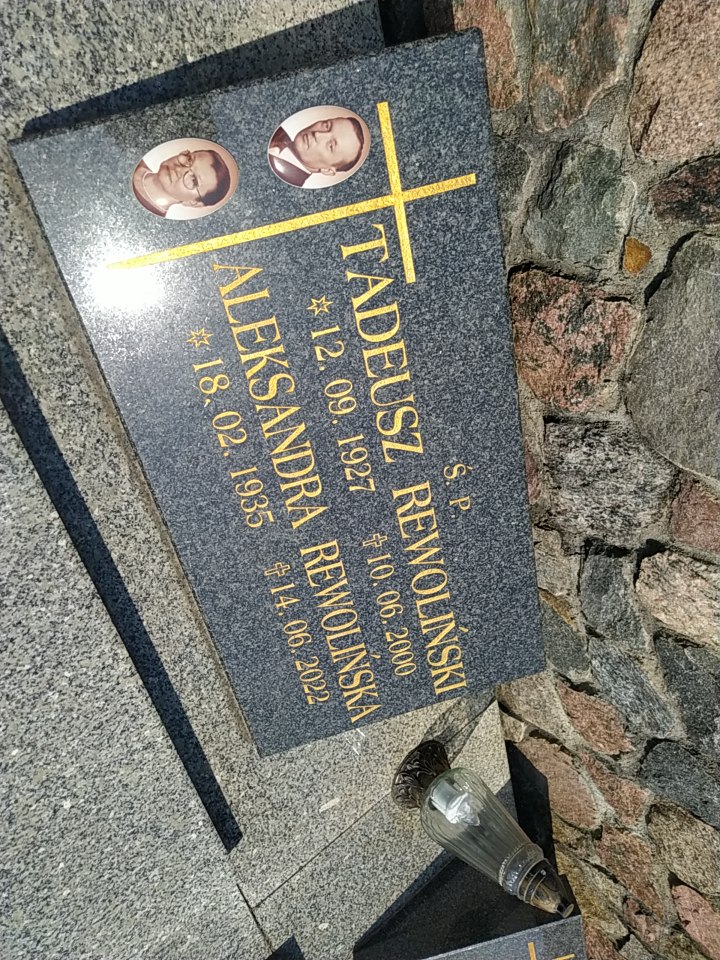 Ś. P.
TADEUSZ REWOLIŃSKI
12. 09. 1927 10. 06. 2000
ALEKSANDRA REWOLIŃSKA
18. 02. 1935 14. 06. 2022